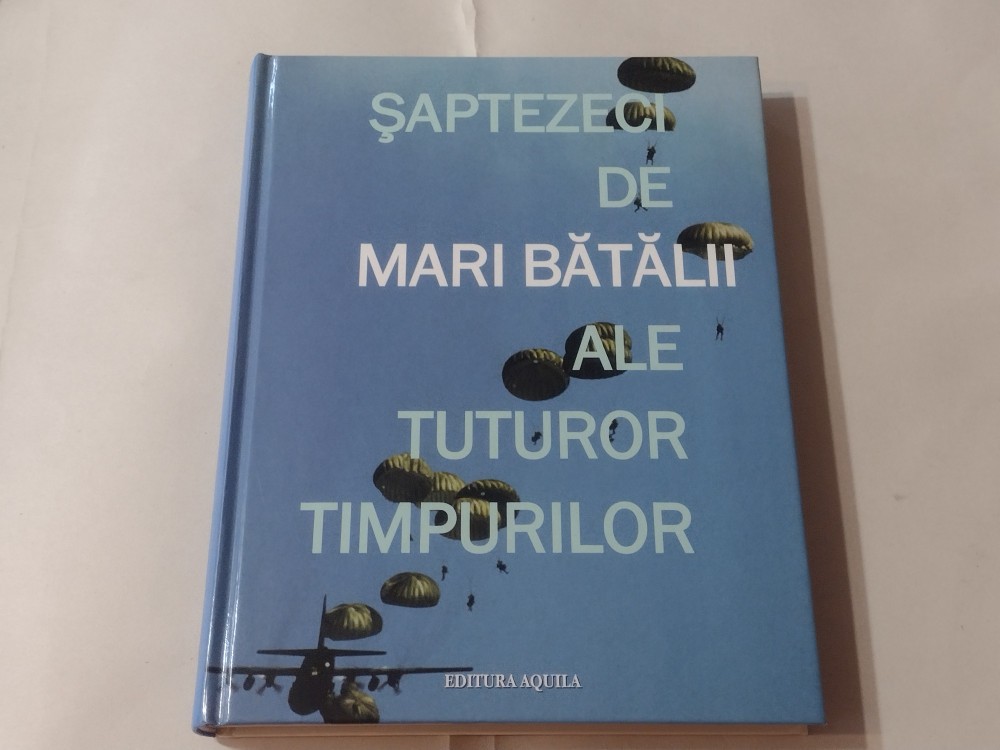 ŞAPTEZECI
DE
MARI BĂTĂLII
ALE
TUTUROR
TIMPURILOR
EDITURA AQUILA